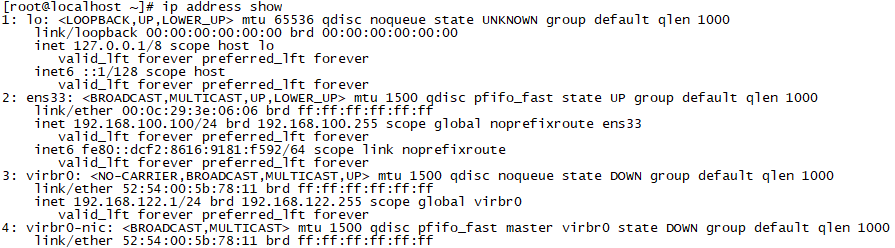 [root@localhost ~]# ip address show
1: lo: <LOOPBACK,UP,LOWER_UP> mtu 65536 qdisc noqueue state UNKNOWN group default qlen 1000
    link/loopback 00:00:00:00:00:00 brd 00:00:00:00:00:00
    inet 127.0.0.1/8 scope host lo
       valid_lft forever preferred_lft forever
    inet6 ::1/128 scope host
       valid_lft forever preferred_lft forever
2: ens33: <BROADCAST,MULTICAST,UP,LOWER_UP> mtu 1500 qdisc pfifo_fast state UP group default qlen 1000
    link/ether 00:0c:29:3e:06:06 brd ff:ff:ff:ff:ff:ff
    inet 192.168.100.100/24 brd 192.168.100.255 scope global noprefixroute ens33
       valid_lft forever preferred_lft forever
    inet6 fe80::dcf2:8616:9181:f592/64 scope link noprefixroute
       valid_lft forever preferred_lft forever
3: virbr0: <NO-CARRIER,BROADCAST,MULTICAST,UP> mtu 1500 qdisc noqueue state DOWN group default qlen 1000
    link/ether 52:54:00:5b:78:11 brd ff:ff:ff:ff:ff:ff
    inet 192.168.122.1/24 brd 192.168.122.255 scope global virbr0
       valid_lft forever preferred_lft forever
4: virbr0-nic: <BROADCAST,MULTICAST> mtu 1500 qdisc pfifo_fast master virbr0 state DOWN group default qlen 1000
    link/ether 52:54:00:5b:78:11 brd ff:ff:ff:ff:ff:ff